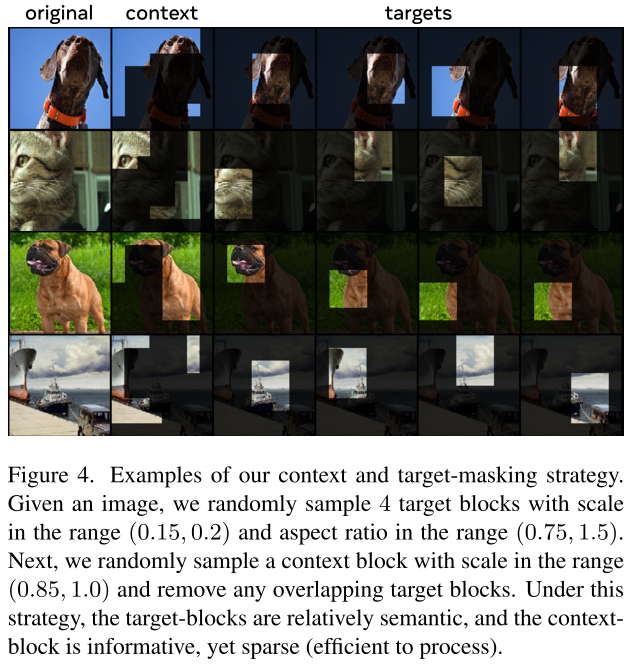 original context targets
Figure 4. Examples of our context and target-masking strategy.
Given an image, we randomly sample 4 target blocks with scale
in the range (0.15, 0.2) and aspect ratio in the range (0.75, 1.5).
Next, we randomly sample a context block with scale in the range
(0.85, 1.0) and remove any overlapping target blocks. Under this
strategy, the target-blocks are relatively semantic, and the context-
block is informative, yet sparse (efficient to process).